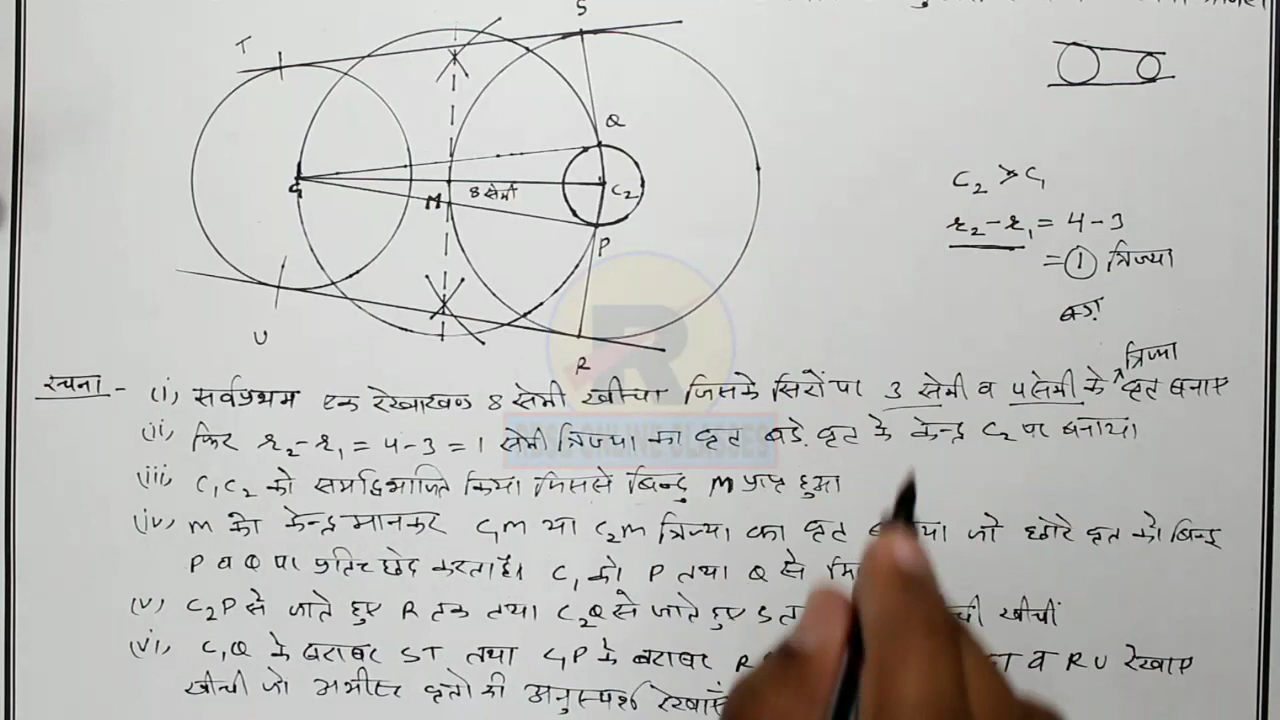 S
T
Q
C₁
M
8 सेमी
C₂
P
U
R
C₂ > C₁
r₂-r₁ = 4-3
= 1 त्रिज्या
बड़ा
रचना - (i) सर्वप्रथम एक रेखाखण्ड 8 सेमी खींचा जिसके सिरों पर 3 सेमी व 4 सेमी के त्रिज्या वृत बनाए
(ii) फिर r₂-r₁ = 4-3 = 1 सेमी त्रिज्या का वृत बड़े वृत के केन्द्र C₂ पर बनाया
(iii) C₁C₂ को समद्विभाजित किया जिससे बिन्दु M प्राप्त हुआ
(iv) M को केन्द्र मानकर C₁M या C₂M त्रिज्या का वृत जो छोटे वृत को बिन्दु
P व Q पर प्रतिच्छेद करता है। C₁ को P तथा Q से
(v) C₂P से जाते हुए R तक तथा C₂Q से जाते हुए S खींची
(vi) C₁Q के बराबर ST तथा C₁P के बराबर व RU रेखाए
खींची जो अभीष्ट वृतो की अनुस्पर्श रेखाएं